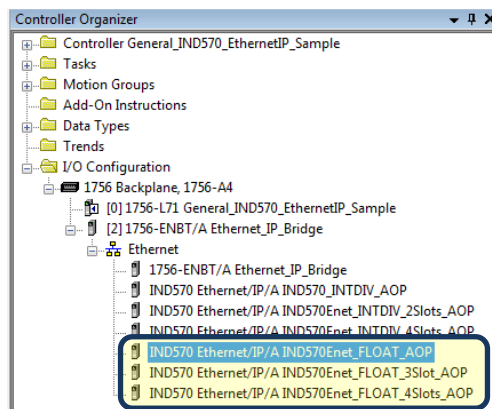 Controller Organizer
Controller General_IND570_EthernetIP_Sample
Tasks
Motion Groups
Add-On Instructions
Data Types
Trends
I/O Configuration
1756 Backplane, 1756-A4
[0] 1756-L71 General_IND570_EthernetIP_Sample
[2] 1756-ENBT/A Ethernet_IP_Bridge
Ethernet
1756-ENBT/A Ethernet_IP_Bridge
IND570 Ethernet/IP/A IND570_INTDIV_AOP
IND570 Ethernet/IP/A IND570Enet_INTDIV_2Slots_AOP
IND570 Ethernet/IP/A IND570Enet_INTDIV_4Slots_AOP
IND570 Ethernet/IP/A IND570Enet_FLOAT_AOP
IND570 Ethernet/IP/A IND570Enet_FLOAT_3Slot_AOP
IND570 Ethernet/IP/A IND570Enet_FLOAT_4Slots_AOP